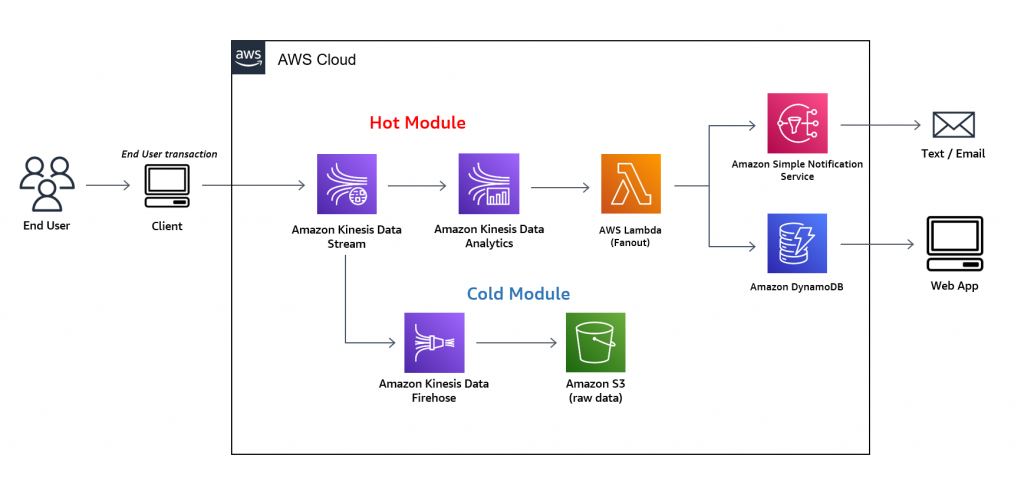 aws
AWS Cloud
Hot Module
End User transaction
End User
Client
Amazon Kinesis Data
Stream
Amazon Kinesis Data
Analytics
AWS Lambda
(Fanout)
Amazon Simple Notification
Service
Text / Email
Amazon DynamoDB
Web App
Cold Module
Amazon Kinesis Data
Firehose
Amazon S3
(raw data)